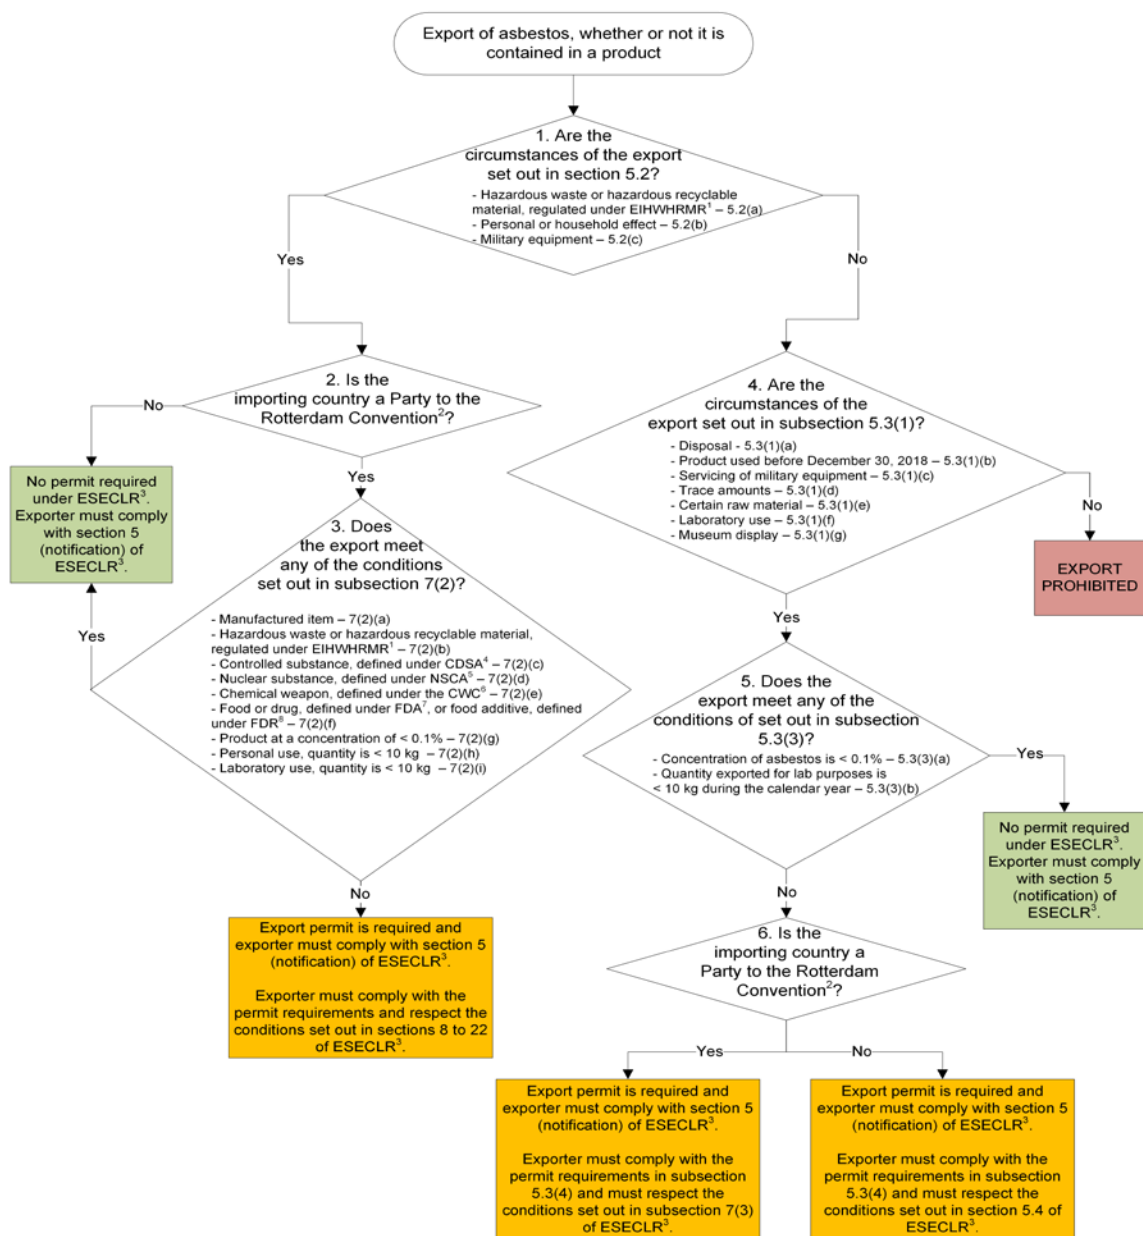 Export of asbestos, whether or not it is
contained in a product
1. Are the
circumstances of the export
set out in section 5.2?
- Hazardous waste or hazardous recyclable
material, regulated under EIHWHRMR¹ – 5.2(a)
- Personal or household effect – 5.2(b)
- Military equipment – 5.2(c)
Yes
No
2. Is the
importing country a Party to the
Rotterdam Convention²?
No
Yes
No permit required
under ESECLR³.
Exporter must comply
with section 5
(notification) of
ESECLR³.
3. Does
the export meet
any of the conditions
set out in subsection 7(2)?
- Manufactured item – 7(2)(a)
- Hazardous waste or hazardous recyclable material,
regulated under EIHWHRMR¹ – 7(2)(b)
- Controlled substance, defined under CDSA⁴ – 7(2)(c)
- Nuclear substance, defined under NSCA⁵ – 7(2)(d)
- Chemical weapon, defined under the CWC⁶ – 7(2)(e)
- Food or drug, defined under FDA⁷, or food additive, defined
under FDR⁸ – 7(2)(f)
- Product at a concentration of < 0.1% – 7(2)(g)
- Personal use, quantity is < 10 kg – 7(2)(h)
- Laboratory use, quantity is < 10 kg – 7(2)(i)
Yes
No
Export permit is required and
exporter must comply with section 5
(notification) of ESECLR³.
Exporter must comply with the
permit requirements and respect the
conditions set out in sections 8 to 22
of ESECLR³.
4. Are the
circumstances of the
export set out in subsection 5.3(1)?
- Disposal - 5.3(1)(a)
- Product used before December 30, 2018 – 5.3(1)(b)
- Servicing of military equipment – 5.3(1)(c)
- Trace amounts – 5.3(1)(d)
- Certain raw material – 5.3(1)(e)
- Laboratory use – 5.3(1)(f)
- Museum display – 5.3(1)(g)
No
EXPORT
PROHIBITED
Yes
5. Does the
export meet any of the
conditions of set out in subsection
5.3(3)?
- Concentration of asbestos is < 0.1% – 5.3(3)(a)
- Quantity exported for lab purposes is
< 10 kg during the calendar year – 5.3(3)(b)
Yes
No permit required
under ESECLR³.
Exporter must comply
with section 5
(notification) of
ESECLR³.
No
6. Is the
importing country a
Party to the Rotterdam
Convention²?
Yes
No
Export permit is required and
exporter must comply with section 5
(notification) of ESECLR³.
Exporter must comply with the
permit requirements in subsection
5.3(4) and must respect the
conditions set out in subsection 7(3)
of ESECLR³.
Export permit is required and
exporter must comply with section 5
(notification) of ESECLR³.
Exporter must comply with the
permit requirements in subsection
5.3(4) and must respect the
conditions set out in section 5.4 of
ESECLR³.